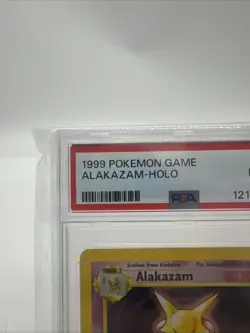 1999 POKEMON GAME
ALAKAZAM-HOLO
PSA
121
Evolves from Kadabra
Alakazam